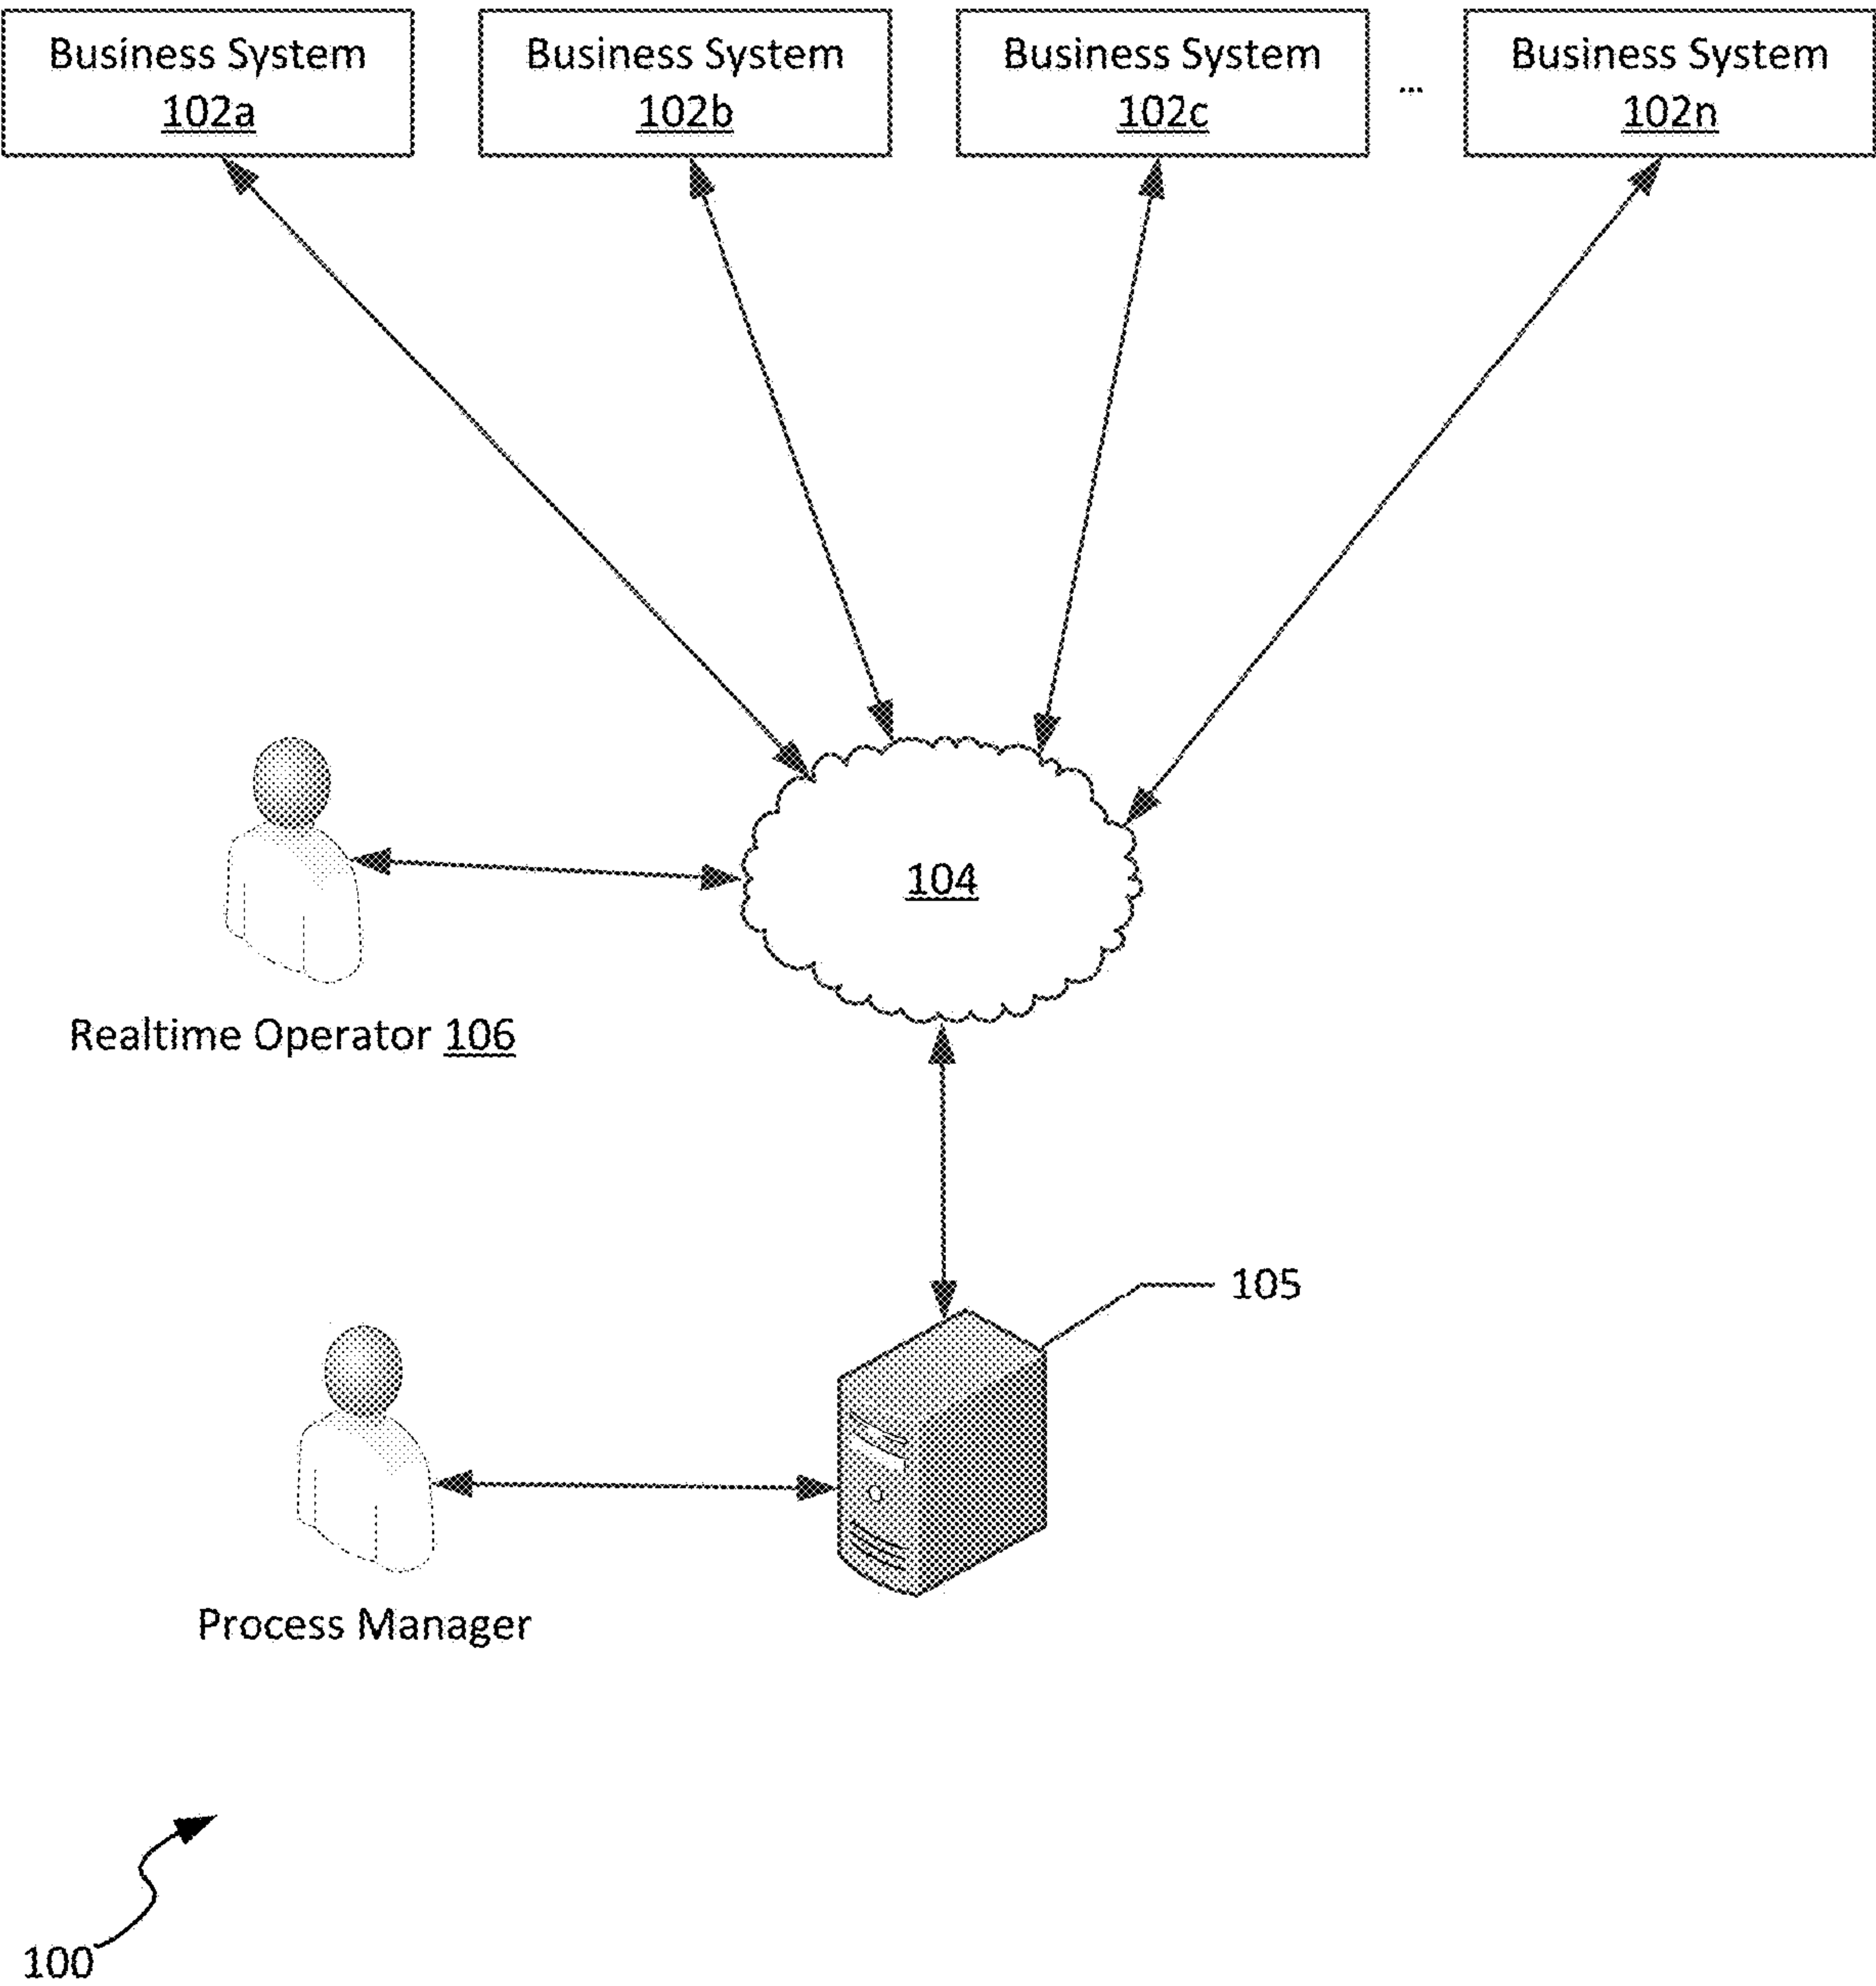 Business System
102a
Business System
102b
Business System
102c
...
Business System
102n
104
Realtime Operator 106
105
Process Manager
100